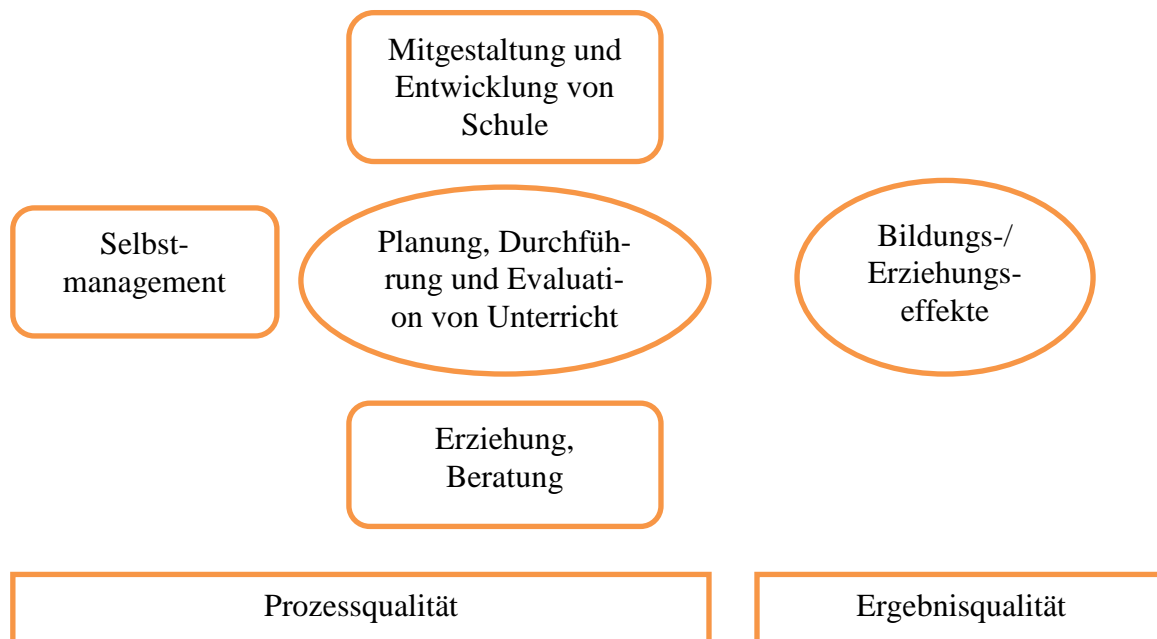 Mitgestaltung und
Entwicklung von
Schule
Selbst-
management
Planung, Durchfüh-
rung und Evaluati-
on von Unterricht
Bildungs-/
Erziehungs-
effekte
Erziehung,
Beratung
Prozessqualität
Ergebnisqualität